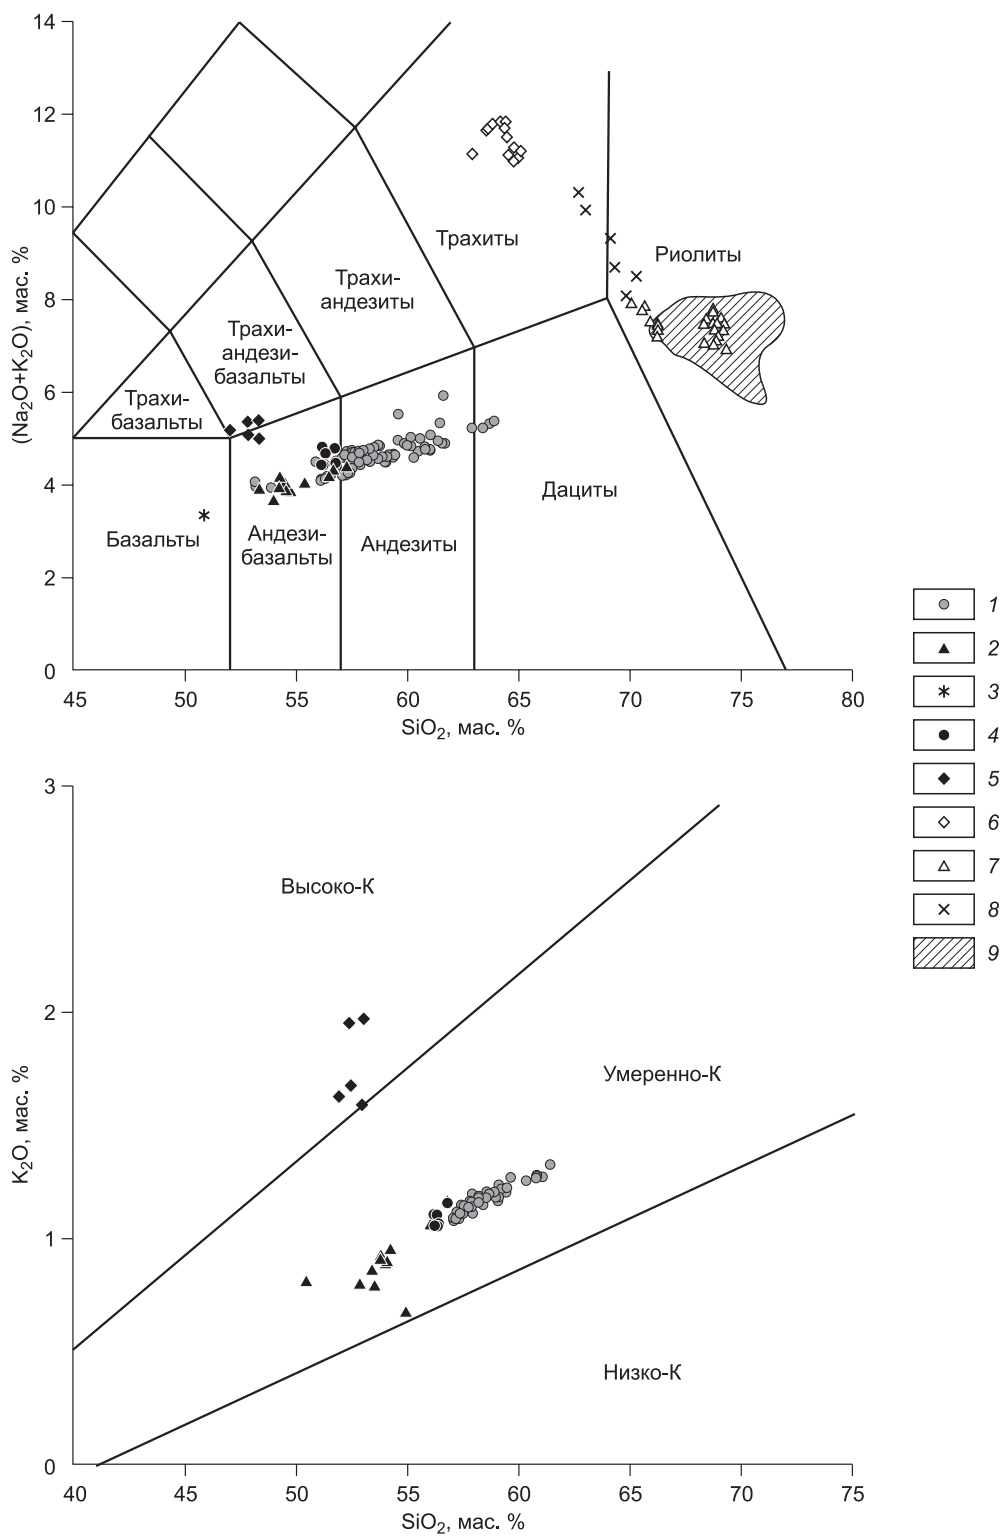 14
12
10
8
6
4
2
0
(Na₂O+K₂O), мас. %
Трахиты
Риолиты
Трахи-
андезиты
Трахи-
андези-
базальты
Трахи-
базальты
Базальты
Андези-
базальты
Андезиты
Дациты
45 50 55 60 65 70 75 80
SiO₂, мас. %
1
2
3
4
5
6
7
8
9
3
2
1
0
K₂O, мас. %
Высоко-К
Умеренно-К
Низко-К
40 45 50 55 60 65 70 75
SiO₂, мас. %